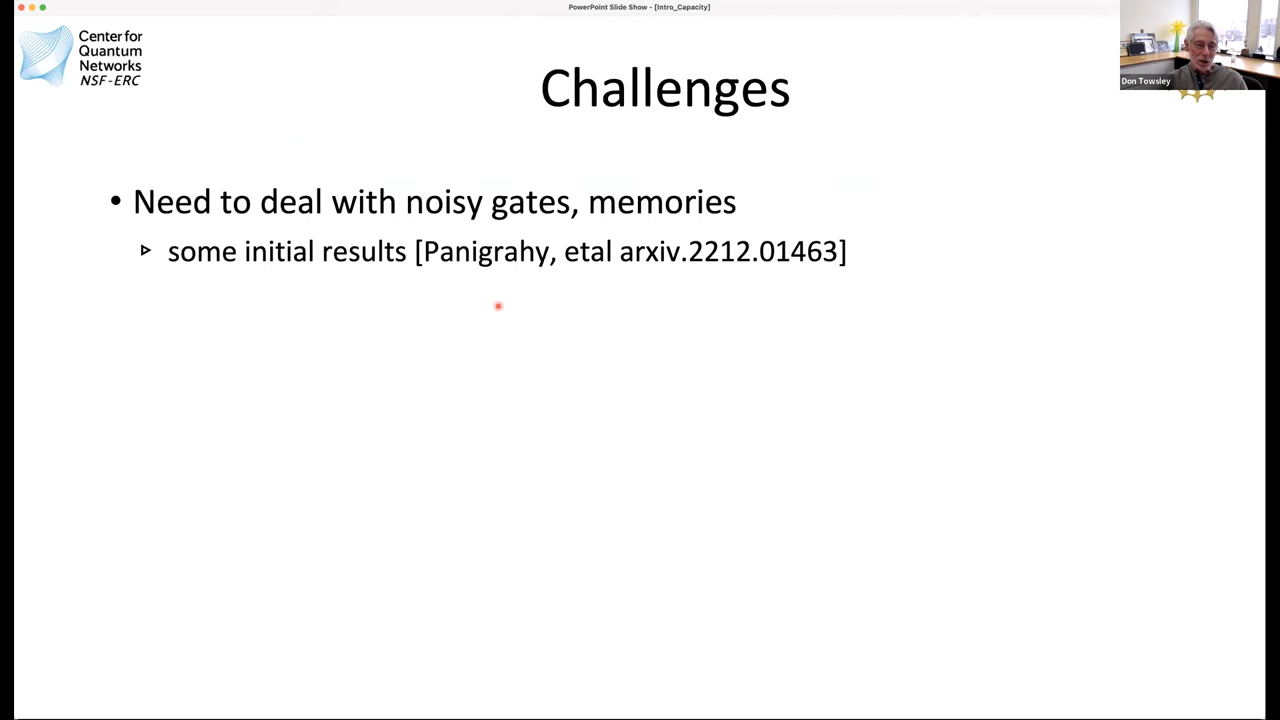 PowerPoint Slide Show - [Intro_Capacity]
Center for
Quantum
Networks
NSF-ERC
Don Towsley
Challenges
• Need to deal with noisy gates, memories
some initial results [Panigrahy, etal arxiv.2212.01463]